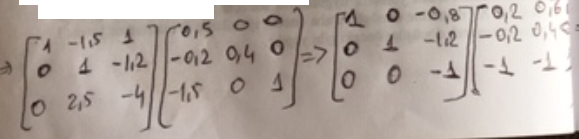 ⇒ [1 -1,5 1] [0,5 0 0] => [1 0 -0,8] [0,2 0,6
[0 1 -1,2] [-0,2 0,4 0] [0 1 -1,2] [-0,2 0,4
[0 2,5 -4] [-1,5 0 1] [0 0 -1] [-1 -1